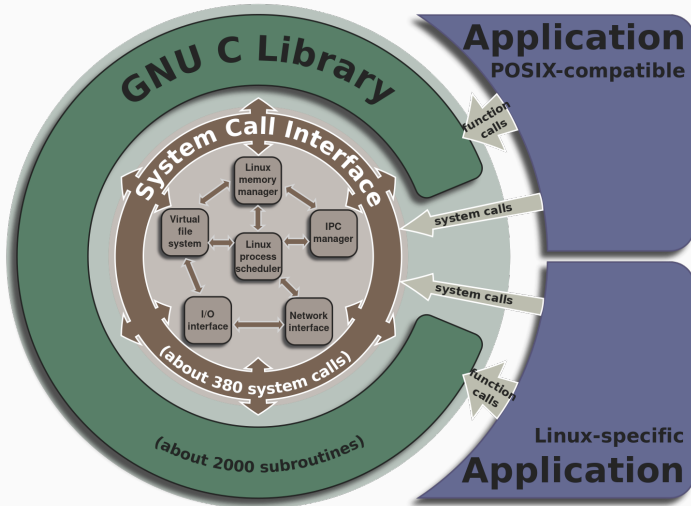 Application
POSIX-compatible
GNU C Library
function
calls
System Call Interface
Linux
memory
manager
Virtual
file
system
IPC
manager
Linux
process
scheduler
I/O
interface
Network
interface
system calls
system calls
(about 380 system calls)
function
calls
(about 2000 subroutines)
Linux-specific
Application